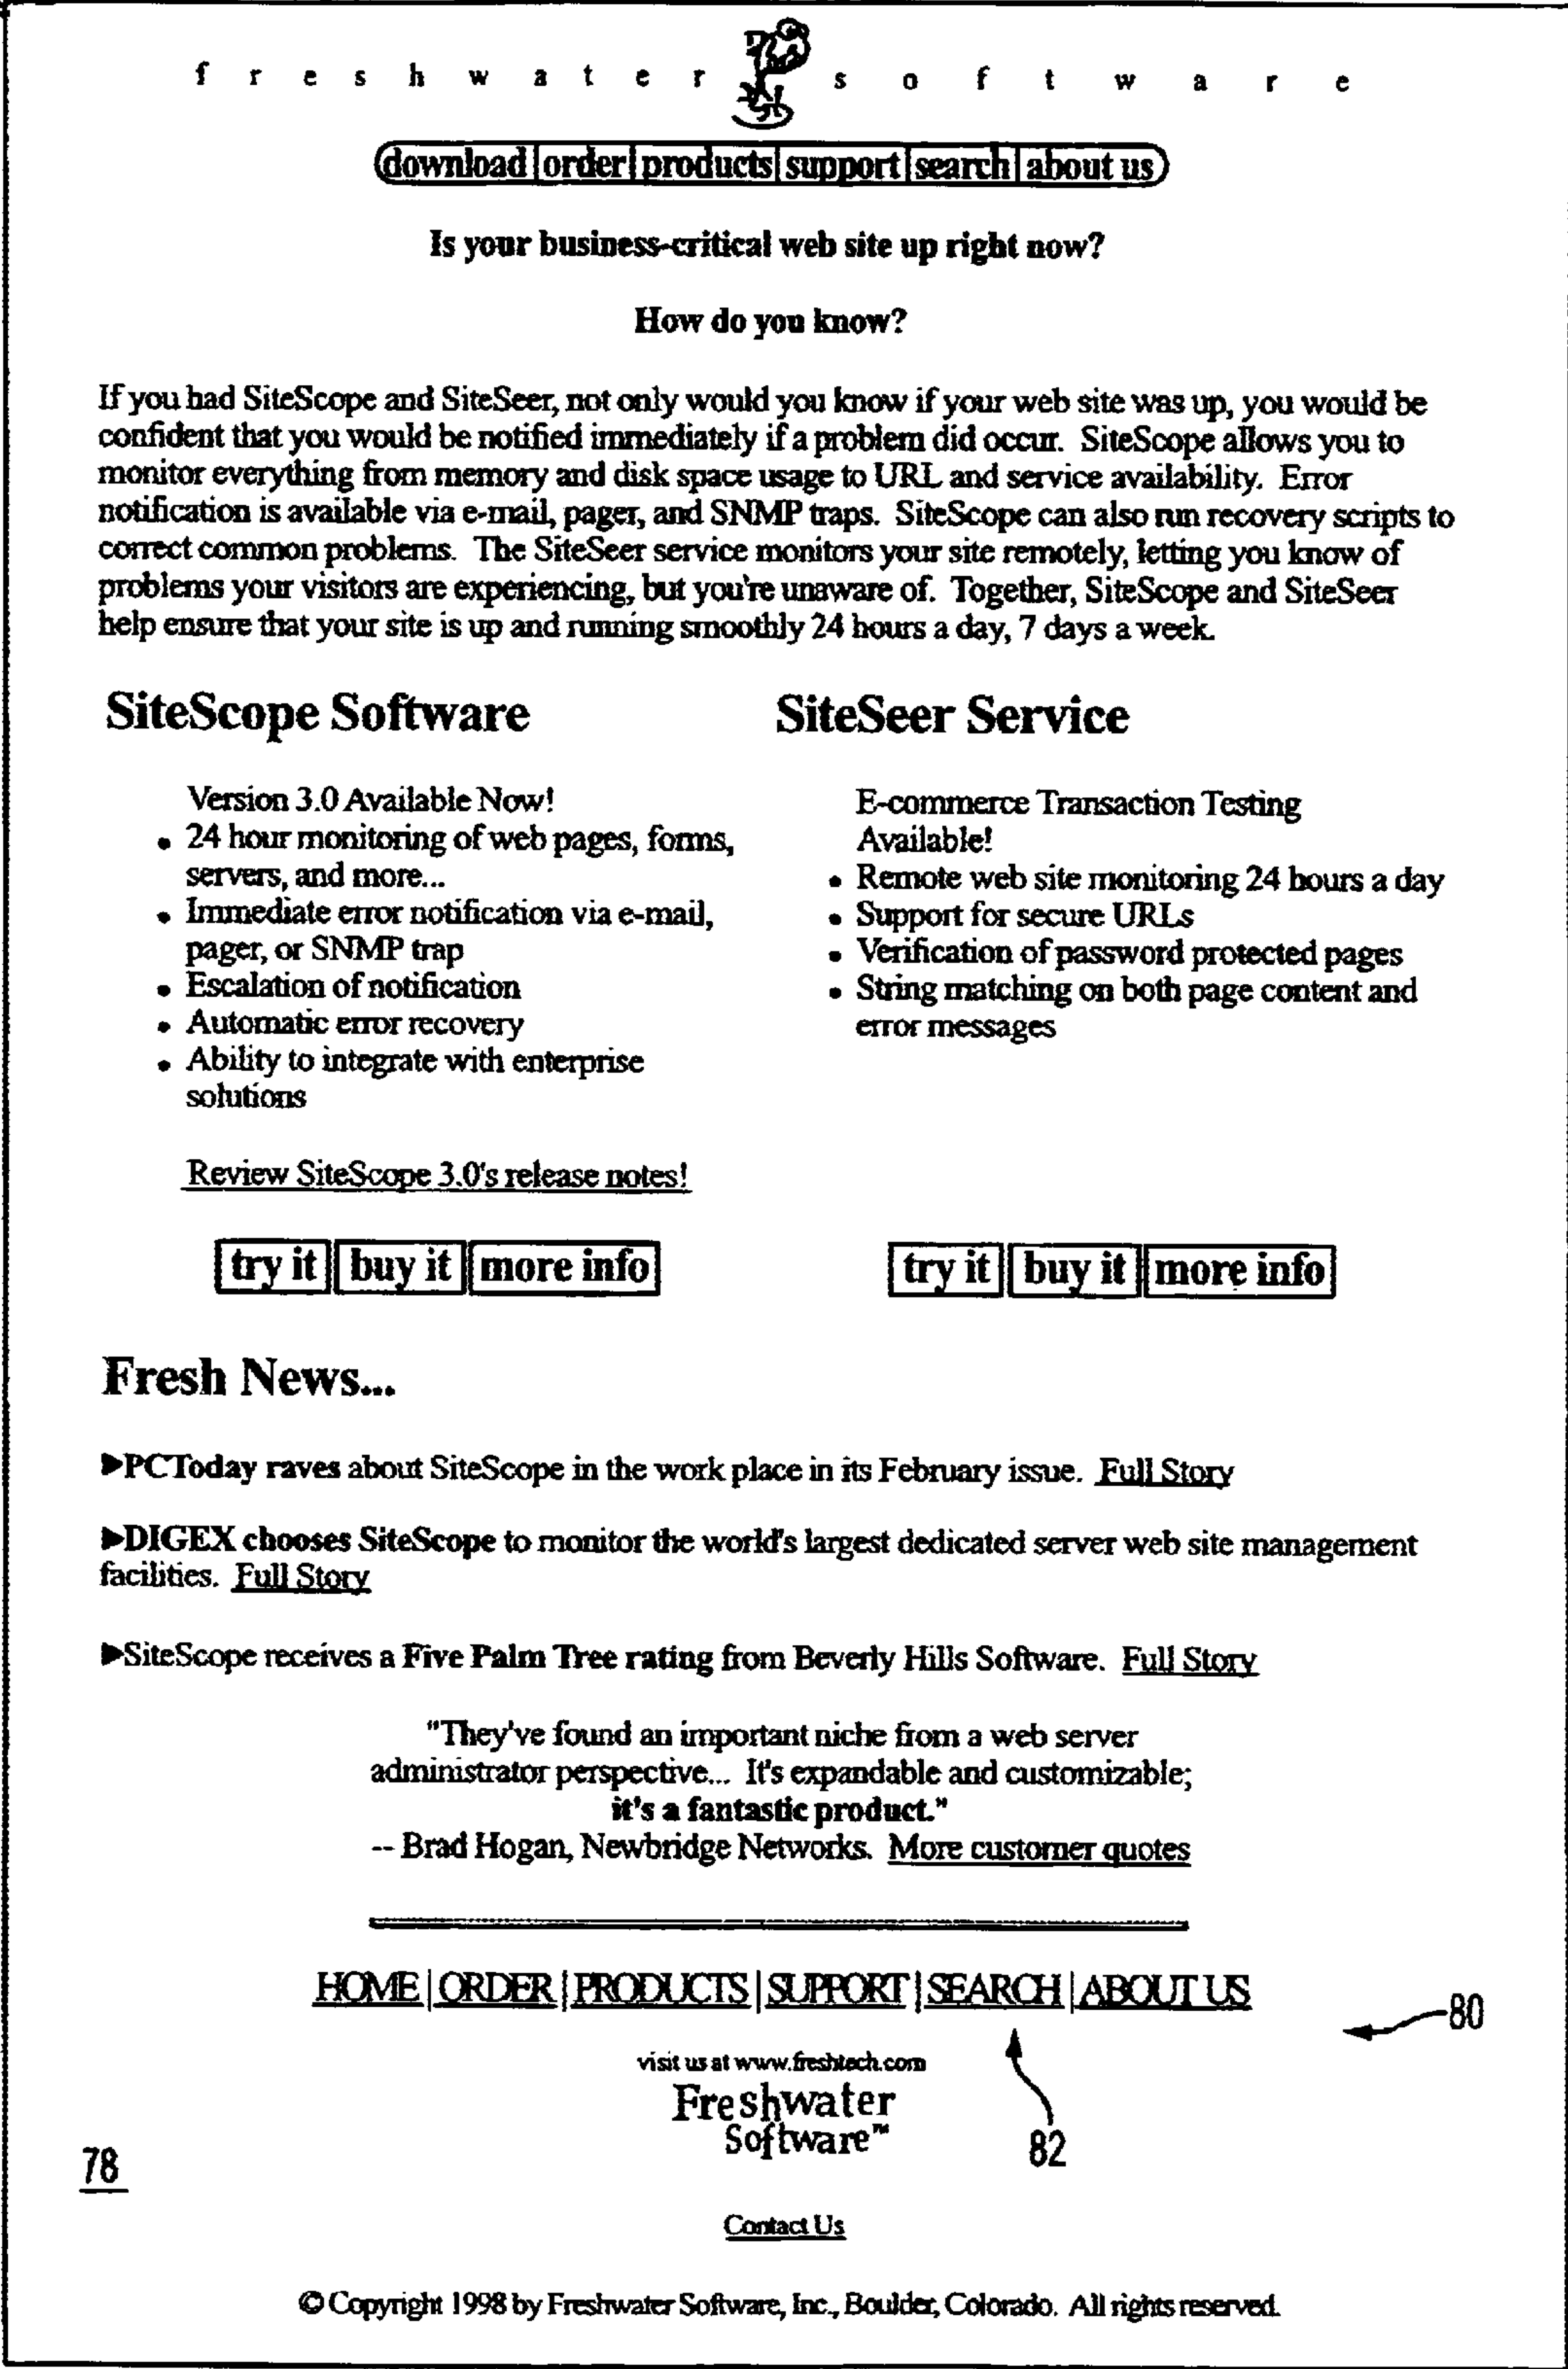 freshwater software
download order products support search about us
Is your business-critical web site up right now?
How do you know?
If you had SiteScope and SiteSeer, not only would you know if your web site was up, you would be
confident that you would be notified immediately if a problem did occur. SiteScope allows you to
monitor everything from memory and disk space usage to URL and service availability. Error
notification is available via e-mail, pager, and SNMP traps. SiteScope can also run recovery scripts to
correct common problems. The SiteSeer service monitors your site remotely, letting you know of
problems your visitors are experiencing, but you're unaware of. Together, SiteScope and SiteSeer
help ensure that your site is up and running smoothly 24 hours a day, 7 days a week.
SiteScope Software
Version 3.0 Available Now!
• 24 hour monitoring of web pages, forms,
servers, and more...
• Immediate error notification via e-mail,
pager, or SNMP trap
• Escalation of notification
• Automatic error recovery
• Ability to integrate with enterprise
solutions
Review SiteScope 3.0's release notes!
try it buy it more info
SiteSeer Service
E-commerce Transaction Testing
Available!
• Remote web site monitoring 24 hours a day
• Support for secure URLs
• Verification of password protected pages
• String matching on both page content and
error messages
try it buy it more info
Fresh News...
▶PCToday raves about SiteScope in the work place in its February issue. Full Story
▶DIGEX chooses SiteScope to monitor the world's largest dedicated server web site management
facilities. Full Story
▶SiteScope receives a Five Palm Tree rating from Beverly Hills Software. Full Story
"They've found an important niche from a web server
administrator perspective... It's expandable and customizable;
it's a fantastic product."
-- Brad Hogan, Newbridge Networks. More customer quotes
HOME|ORDER|PRODUCTS|SUPPORT|SEARCH|ABOUT US
80
visit us at www.freshtech.com
Freshwater
Software™
82
78
Contact Us
© Copyright 1998 by Freshwater Software, Inc., Boulder, Colorado. All rights reserved.